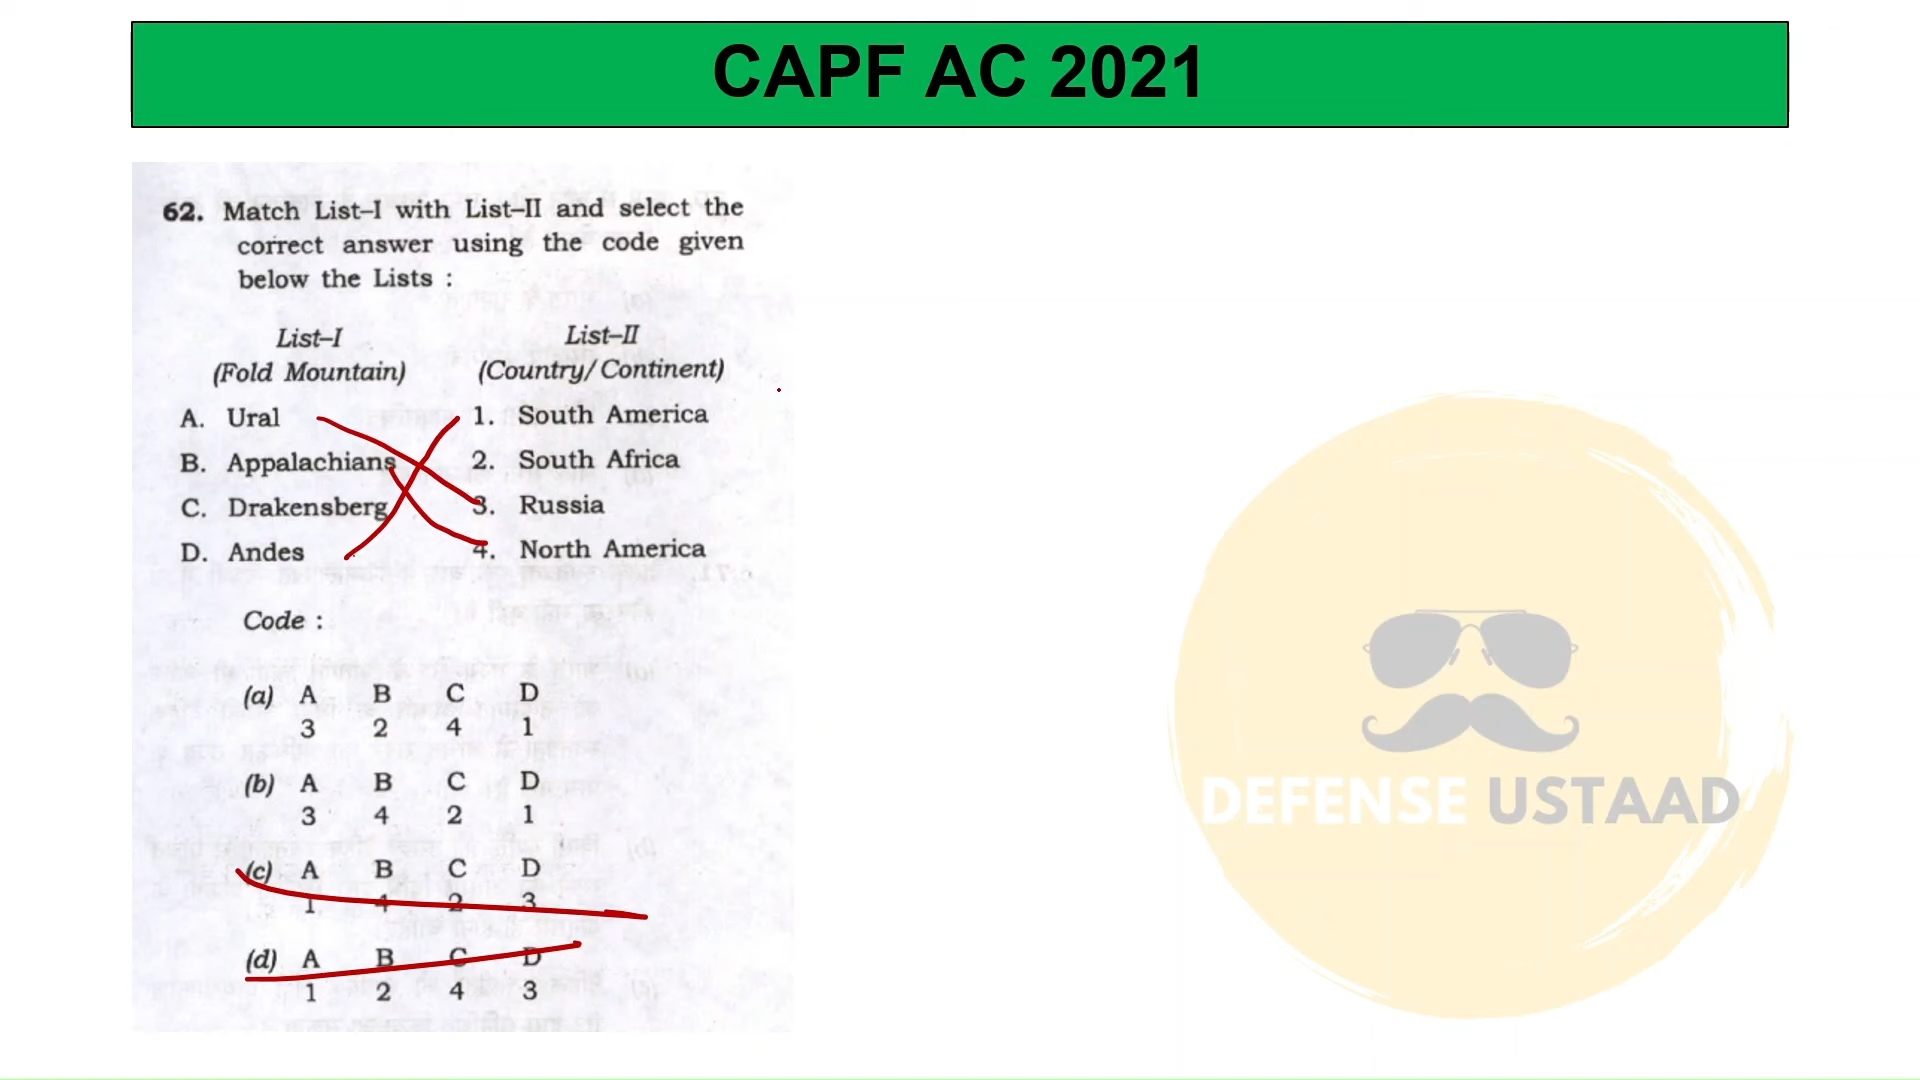 CAPF AC 2021
62. Match List–I with List–II and select the
correct answer using the code given
below the Lists :
List–I List–II
(Fold Mountain) (Country/Continent)
A. Ural 1. South America
B. Appalachians 2. South Africa
C. Drakensberg 3. Russia
D. Andes 4. North America
Code :
(a) A B C D
3 2 4 1
(b) A B C D
3 4 2 1
(c) A B C D
1 4 2 3
(d) A B C D
1 2 4 3
DEFENSE USTAAD